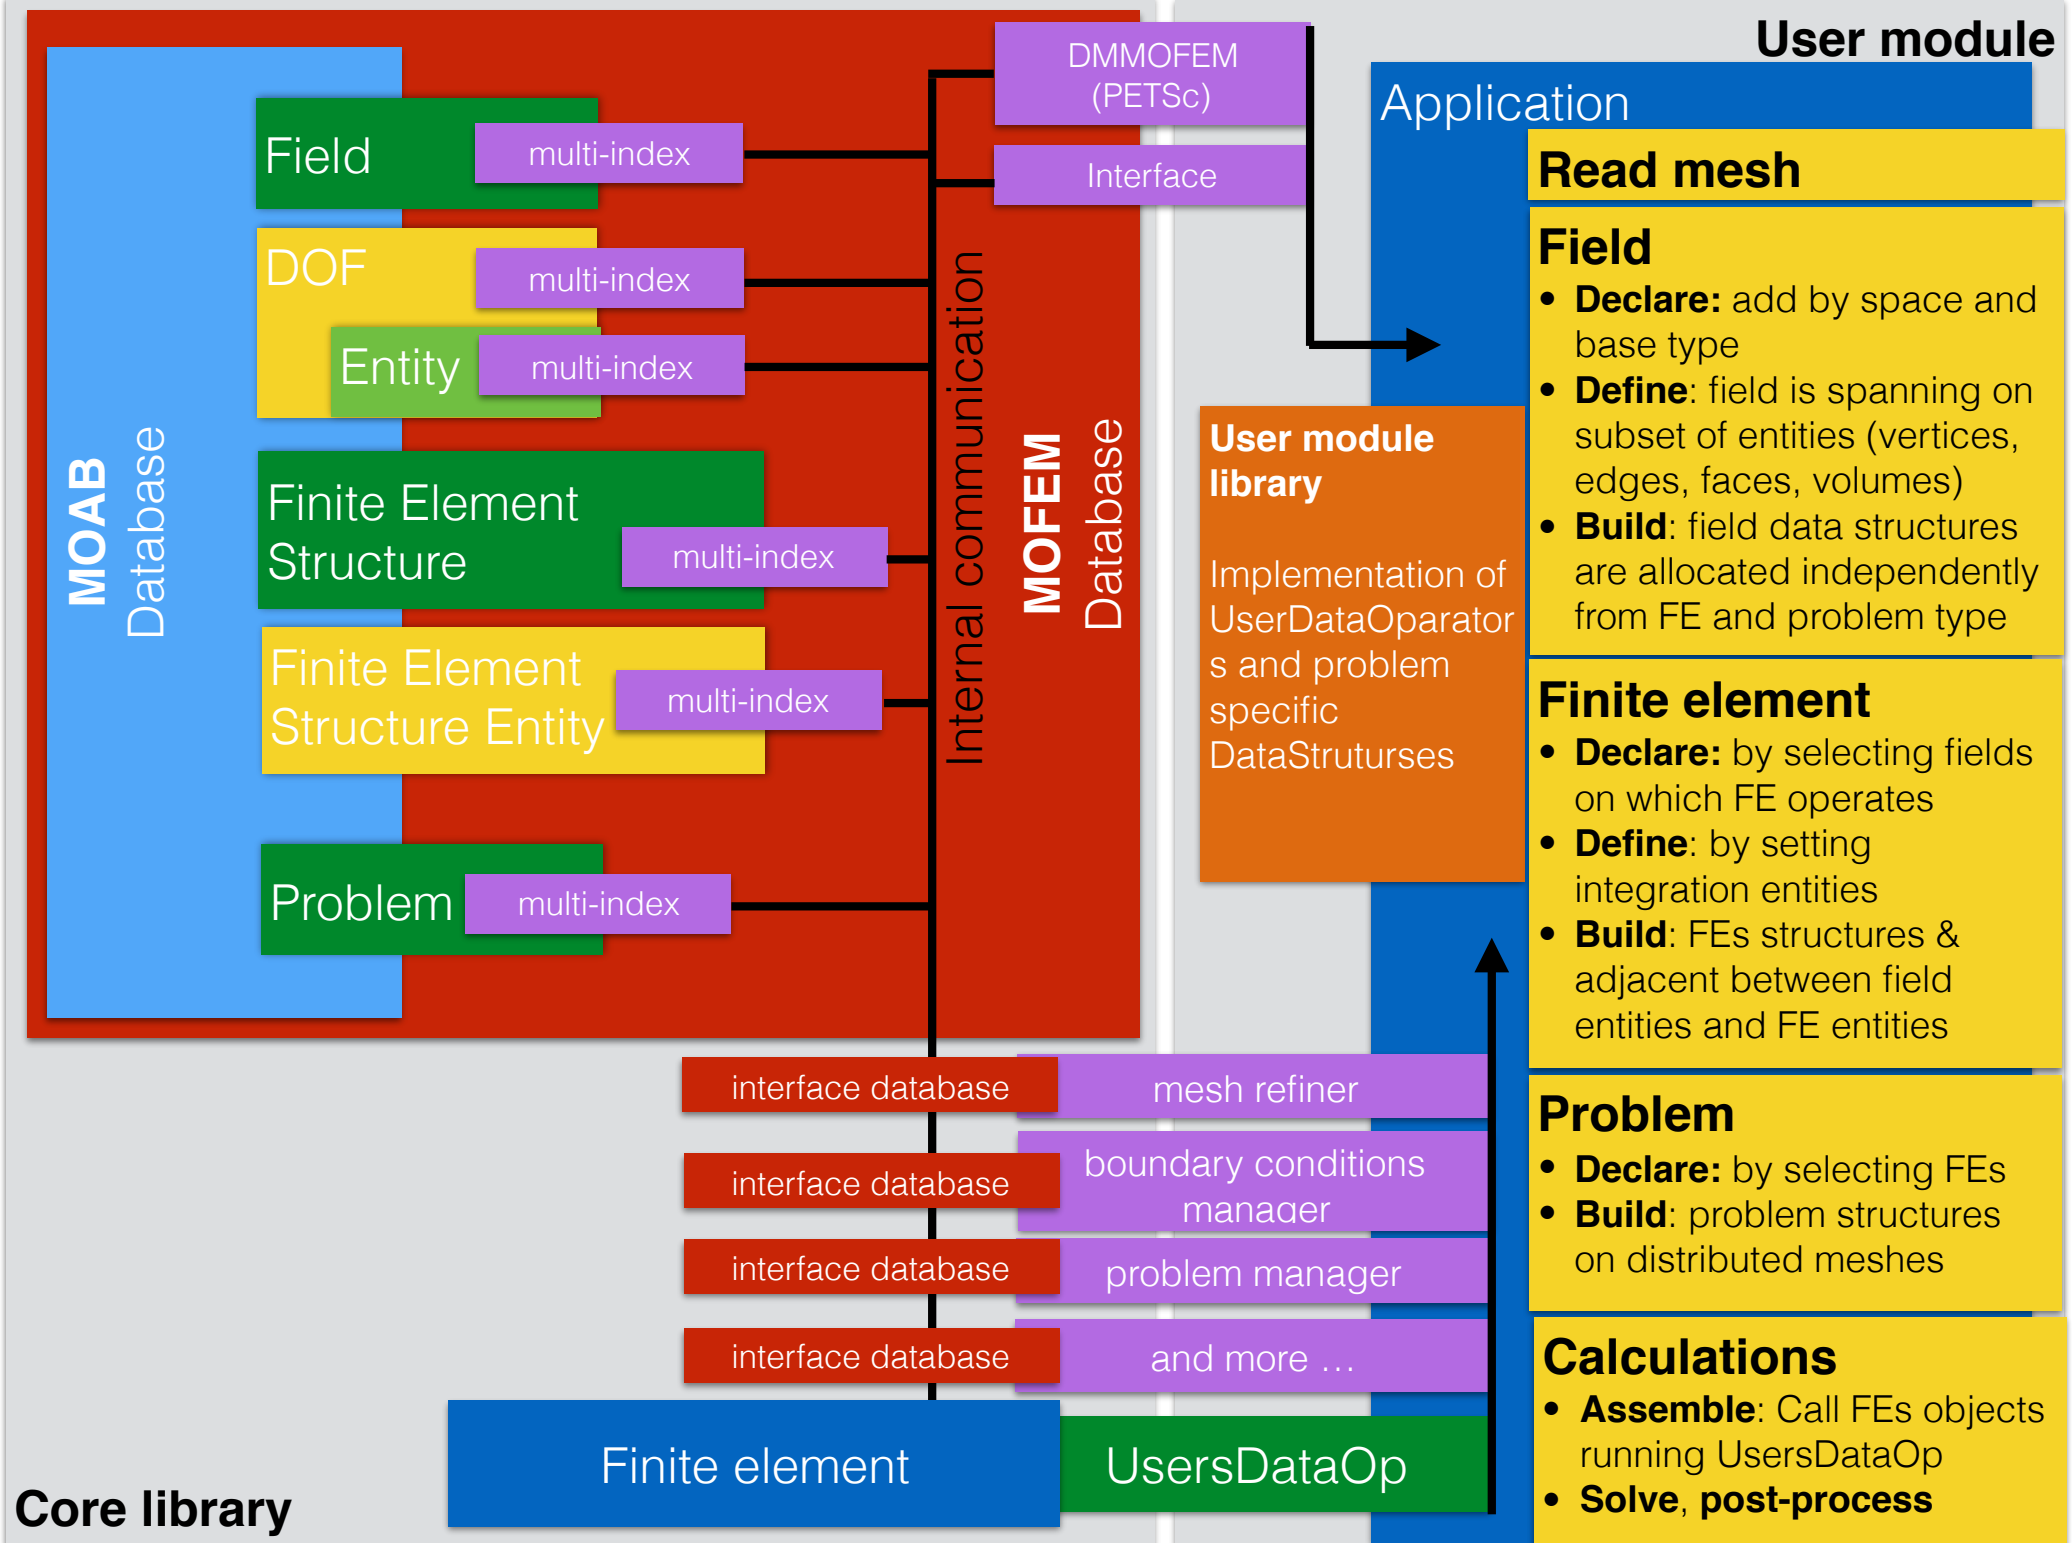 User module
DMMOFEM
(PETSc)
Interface
Field
multi-index
DOF
multi-index
Entity
multi-index
Finite Element
Structure
multi-index
Finite Element
Structure Entity
multi-index
Problem
multi-index
MOAB
Database
Internal communication
MOFEM
Database
Application
User module
library
Implementation of
UserDataOparator
s and problem
specific
DataStruturses
Read mesh
Field
• Declare: add by space and
base type
• Define: field is spanning on
subset of entities (vertices,
edges, faces, volumes)
• Build: field data structures
are allocated independently
from FE and problem type
Finite element
• Declare: by selecting fields
on which FE operates
• Define: by setting
integration entities
• Build: FEs structures &
adjacent between field
entities and FE entities
Problem
• Declare: by selecting FEs
• Build: problem structures
on distributed meshes
Calculations
• Assemble: Call FEs objects
running UsersDataOp
• Solve, post-process
interface database
mesh refiner
interface database
boundary conditions
manager
interface database
problem manager
interface database
and more …
Finite element
UsersDataOp
Core library